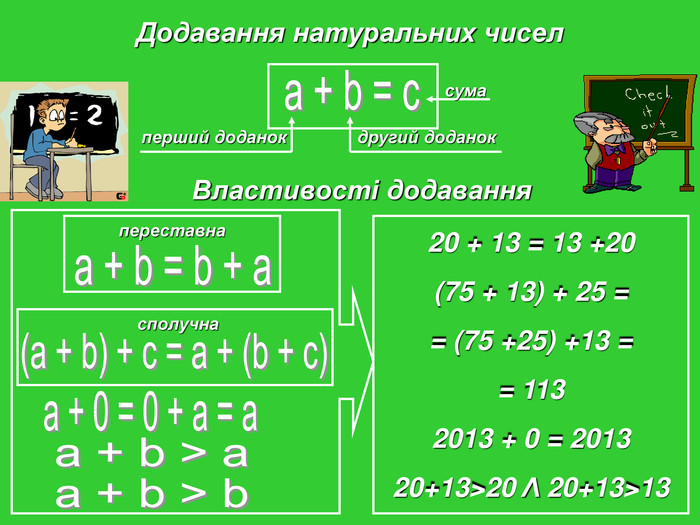 Додавання натуральних чисел
a + b = c
сума
перший доданок
другий доданок
= 2
Check
it
out
Властивості додавання
переставна
a + b = b + a
сполучна
(a + b) + c = a + (b + c)
a + 0 = 0 + a = a
a + b > a
a + b > b
20 + 13 = 13 +20
(75 + 13) + 25 =
= (75 +25) +13 =
= 113
2013 + 0 = 2013
20+13>20 Λ 20+13>13